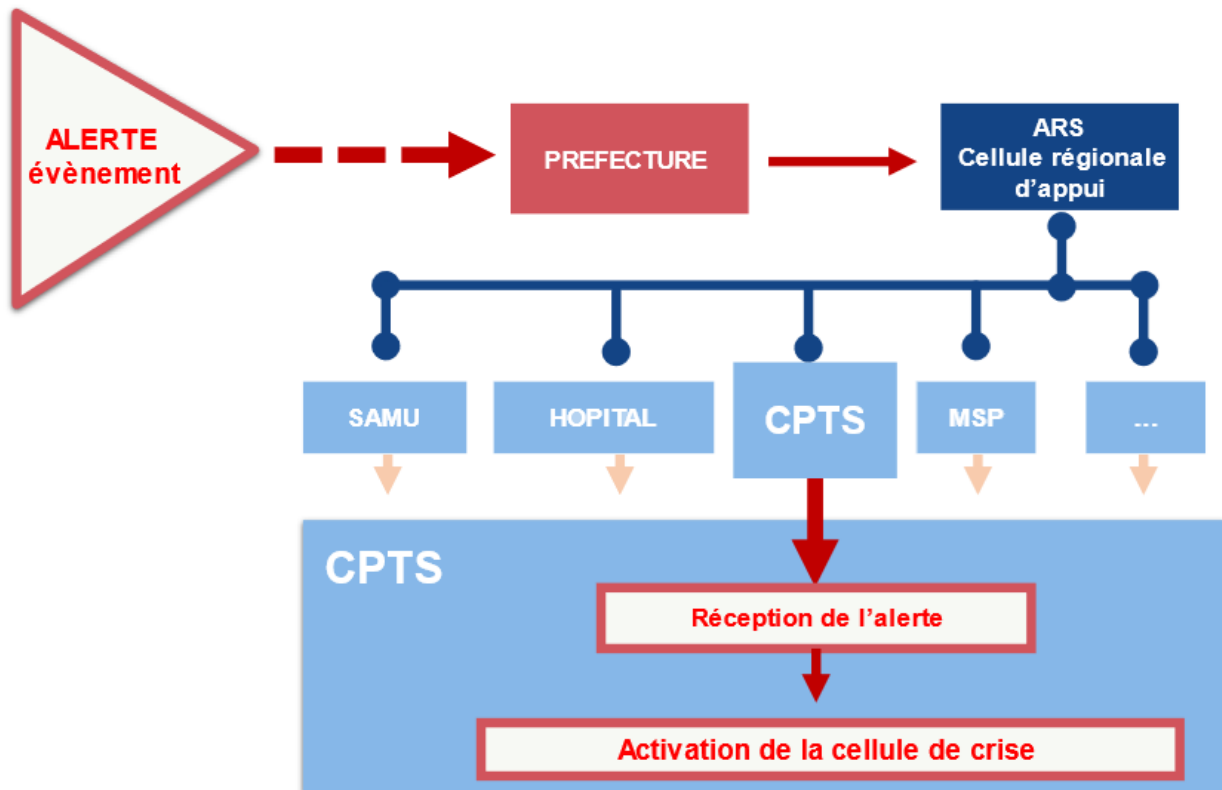 ALERTE
évènement
PREFECTURE
ARS
Cellule régionale
d'appui
SAMU
HOPITAL
CPTS
MSP
...
CPTS
Réception de l'alerte
Activation de la cellule de crise